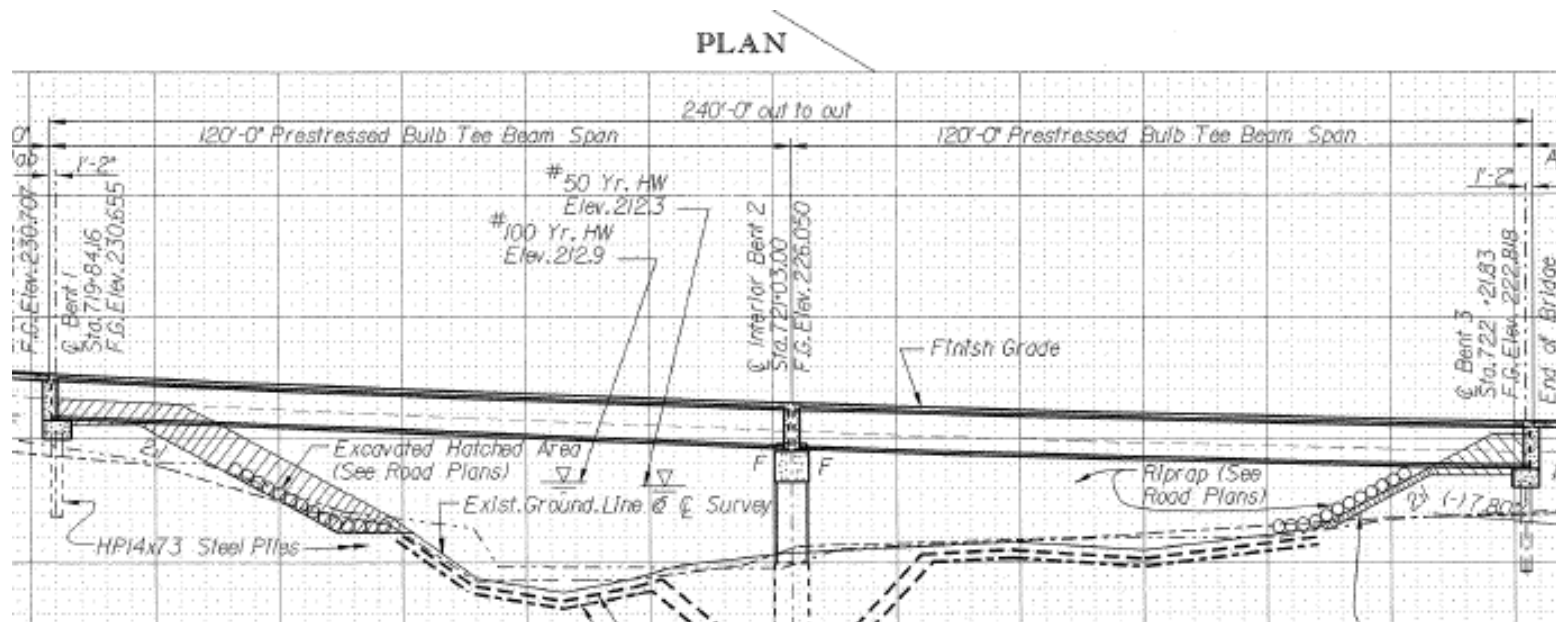 PLAN
240'-0" out to out
120'-0" Prestressed Bulb Tee Beam Span
120'-0" Prestressed Bulb Tee Beam Span
1'-2"
1'-2"
F.G. Elev. 230.707
℄ Bent 1
Sta. 719+84.16
F.G. Elev. 230.655
#50 Yr. HW
Elev. 212.3
#100 Yr. HW
Elev. 212.9
℄ Interior Bent 2
Sta. 721+03.00
F.G. Elev. 226.050
℄ Bent 3
Sta. 722+21.83
F.G. Elev. 222.818
End. of Bridge
Finish Grade
Excavated Hatched Area
(See Road Plans)
F
F
Riprap (See
Road Plans)
Exist. Ground. Line @ ℄ Survey
HP14x73 Steel Piles
2:1
2:1